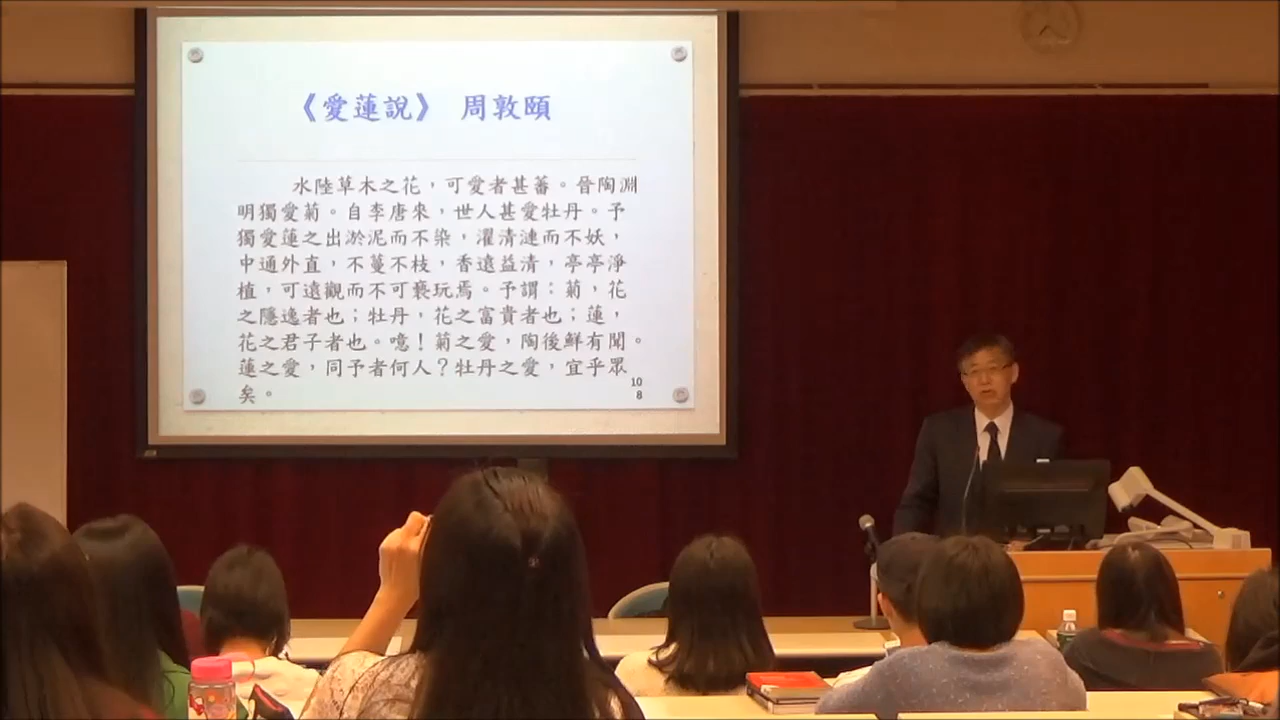 《愛蓮說》 周敦頤
水陸草木之花,可愛者甚蕃。晉陶淵
明獨愛菊。自李唐來,世人甚愛牡丹。予
獨愛蓮之出淤泥而不染,濯清漣而不妖,
中通外直,不蔓不枝,香遠益清,亭亭淨
植,可遠觀而不可褻玩焉。予謂:菊,花
之隱逸者也;牡丹,花之富貴者也;蓮,
花之君子者也。噫!菊之愛,陶後鮮有聞。
蓮之愛,同予者何人?牡丹之愛,宜乎眾
矣。
10
8